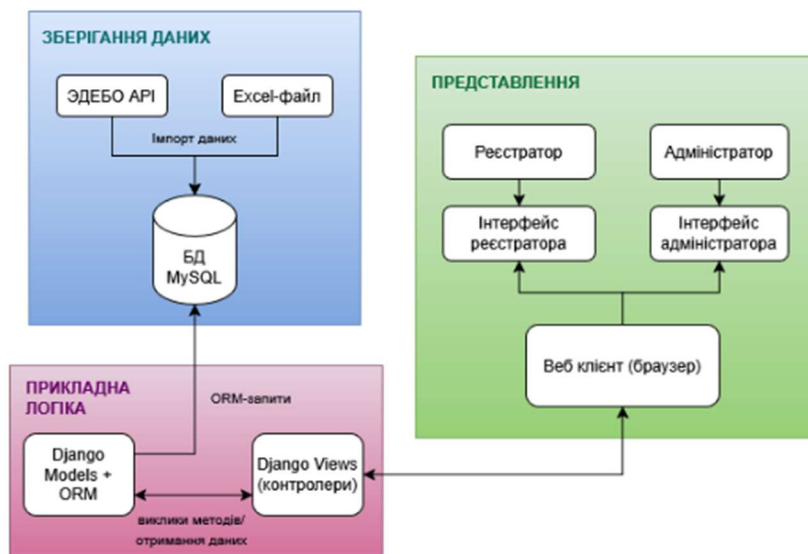 ЗБЕРІГАННЯ ДАНИХ
ЭДЕБО API
Excel-файл
Імпорт даних
БД
MySQL
ПРЕДСТАВЛЕННЯ
Реєстратор
Адміністратор
Інтерфейс
реєстратора
Інтерфейс
адміністратора
Веб клієнт (браузер)
ПРИКЛАДНА
ЛОГІКА
ORM-запити
Django
Models +
ORM
Django Views
(контролери)
виклики методів/
отримання даних